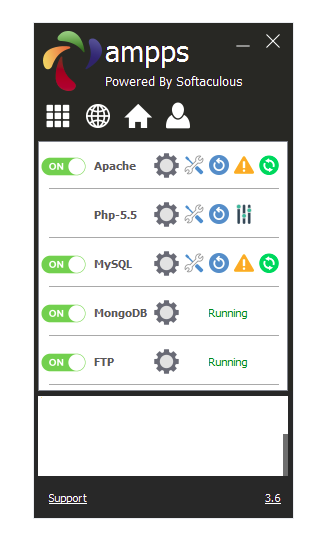 ampps
Powered By Softaculous
ON Apache
Php-5.5
ON MySQL
ON MongoDB Running
ON FTP Running
Support 3.6